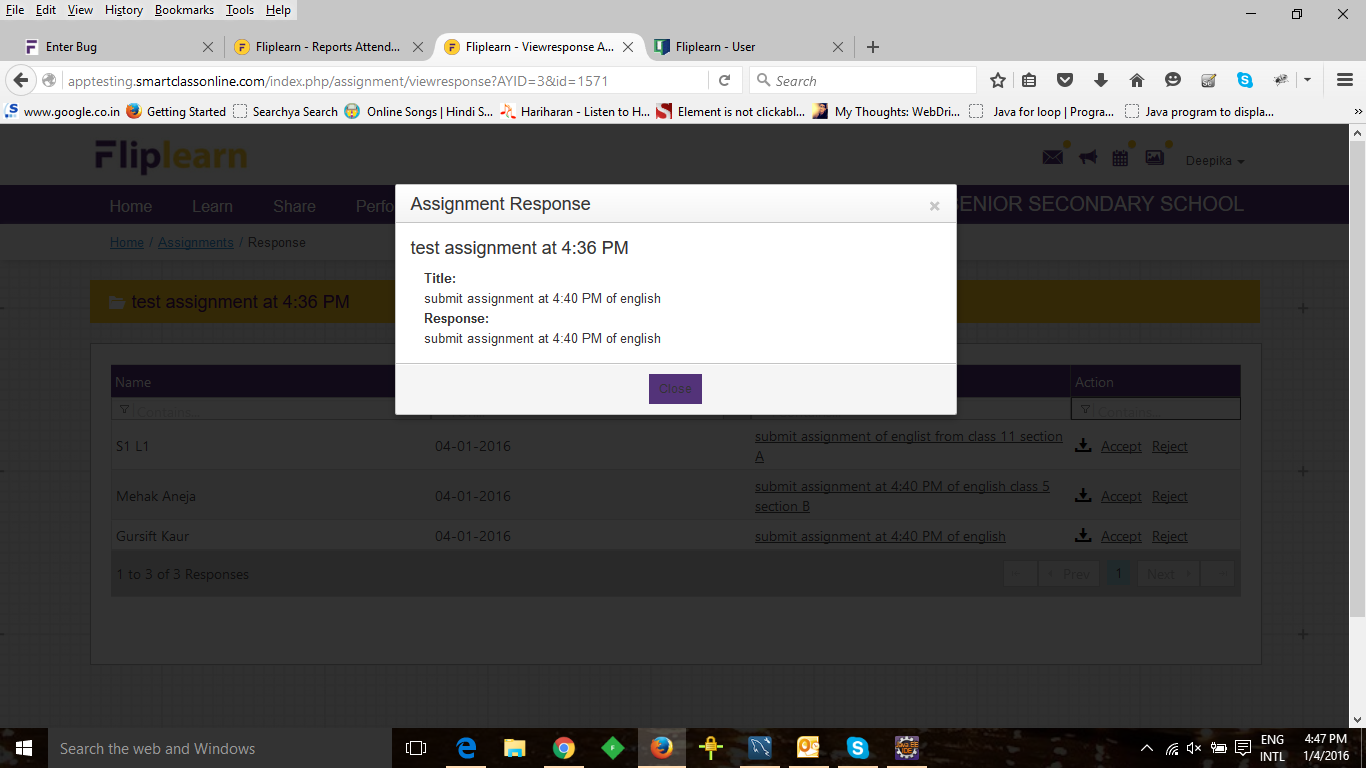 File Edit View History Bookmarks Tools Help
Enter Bug
Fliplearn - Reports Attend...
Fliplearn - Viewresponse A...
Fliplearn - User
apptesting.smartclassonline.com/index.php/assignment/viewresponse?AYID=3&id=1571
Search
www.google.co.in Getting Started Searchya Search Online Songs | Hindi S... Hariharan - Listen to H... Element is not clickabl... My Thoughts: WebDri... Java for loop | Progra... Java program to displa...
Fliplearn
Deepika
Home Learn Share Perfo
ENIOR SECONDARY SCHOOL
Home / Assignments / Response
Assignment Response
test assignment at 4:36 PM
Title:
submit assignment at 4:40 PM of english
Response:
submit assignment at 4:40 PM of english
Close
test assignment at 4:36 PM
Name
Action
Contains...
Contains...
S1 L1 04-01-2016 submit assignment of englist from class 11 section
A
Accept Reject
Mehak Aneja 04-01-2016 submit assignment at 4:40 PM of english class 5
section B
Accept Reject
Gursift Kaur 04-01-2016 submit assignment at 4:40 PM of english Accept Reject
1 to 3 of 3 Responses
Prev 1 Next
Search the web and Windows
ENG
INTL
4:47 PM
1/4/2016